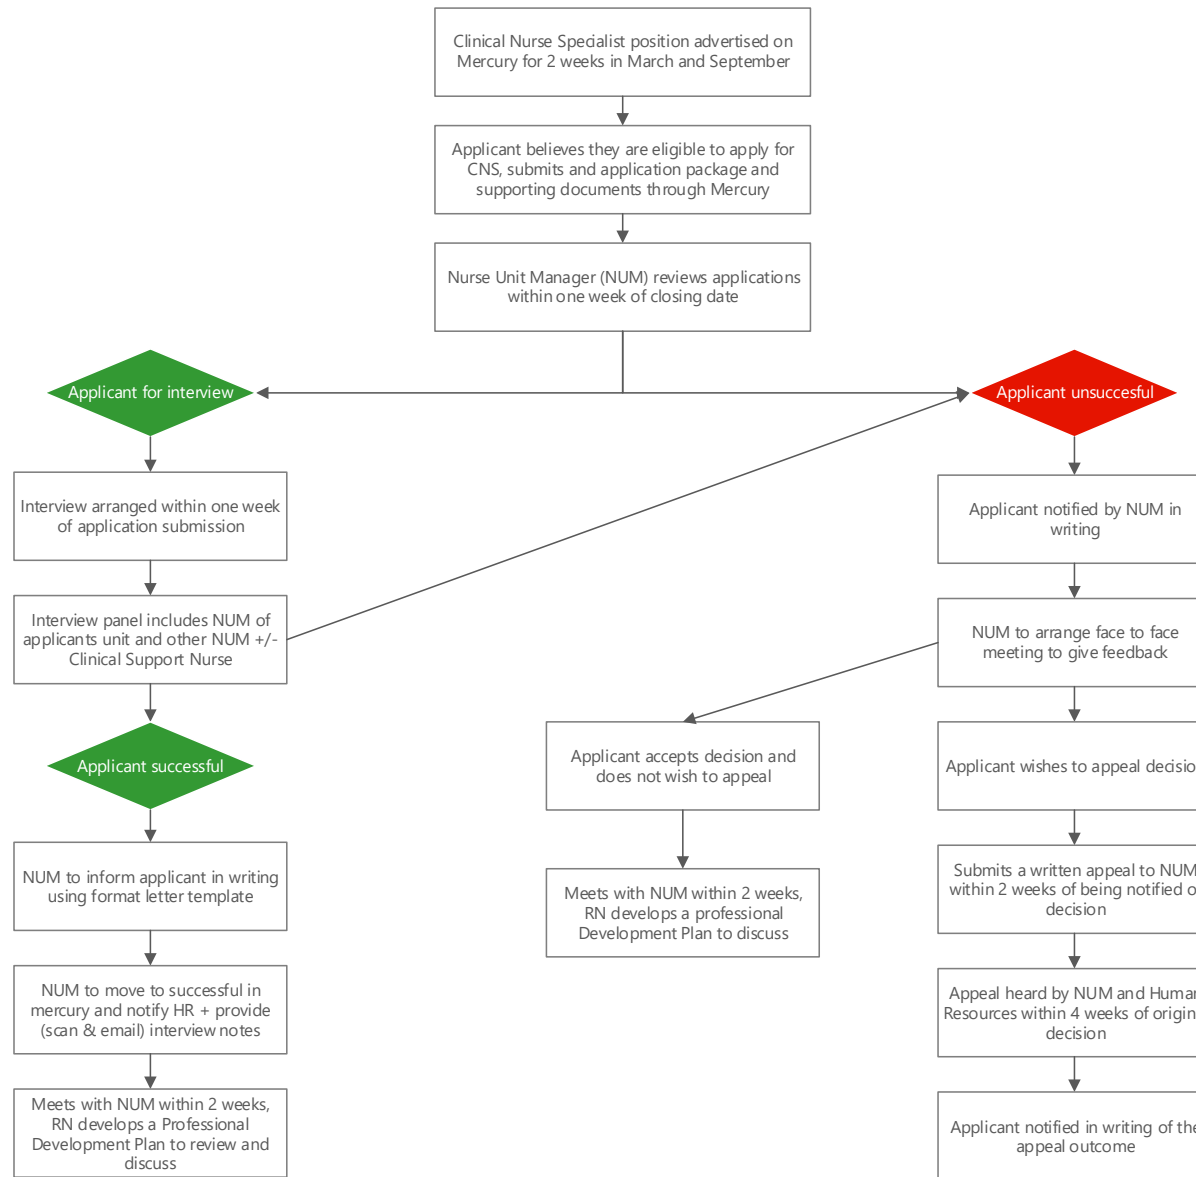 Clinical Nurse Specialist position advertised on
Mercury for 2 weeks in March and September
Applicant believes they are eligible to apply for
CNS, submits and application package and
supporting documents through Mercury
Nurse Unit Manager (NUM) reviews applications
within one week of closing date
Applicant for interview
Applicant unsuccesful
Interview arranged within one week
of application submission
Applicant notified by NUM in
writing
Interview panel includes NUM of
applicants unit and other NUM +/-
Clinical Support Nurse
NUM to arrange face to face
meeting to give feedback
Applicant successful
Applicant accepts decision and
does not wish to appeal
Applicant wishes to appeal decision
NUM to inform applicant in writing
using format letter template
Meets with NUM within 2 weeks,
RN develops a professional
Development Plan to discuss
Submits a written appeal to NUM
within 2 weeks of being notified o
decision
NUM to move to successful in
mercury and notify HR + provide
(scan & email) interview notes
Appeal heard by NUM and Human
Resources within 4 weeks of origin
decision
Meets with NUM within 2 weeks,
RN develops a Professional
Development Plan to review and
discuss
Applicant notified in writing of the
appeal outcome